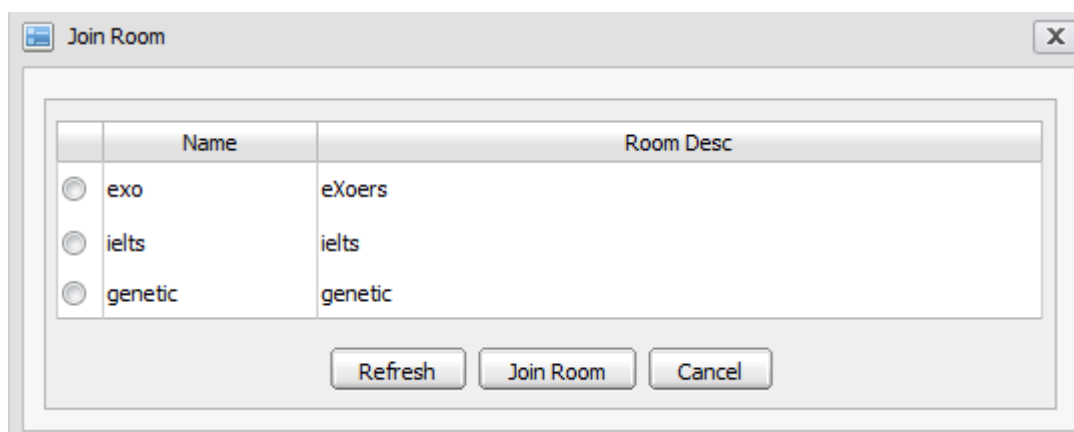 Join Room X
Name Room Desc
exo eXoers
ielts ielts
genetic genetic
Refresh Join Room Cancel